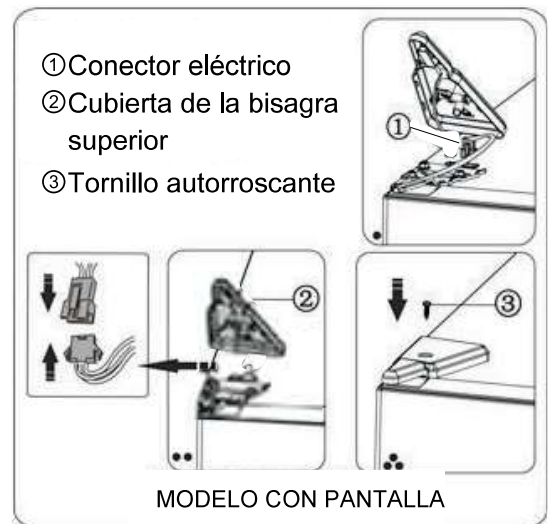 ①Conector eléctrico
②Cubierta de la bisagra
superior
③Tornillo autorroscante
①
②
③
MODELO CON PANTALLA